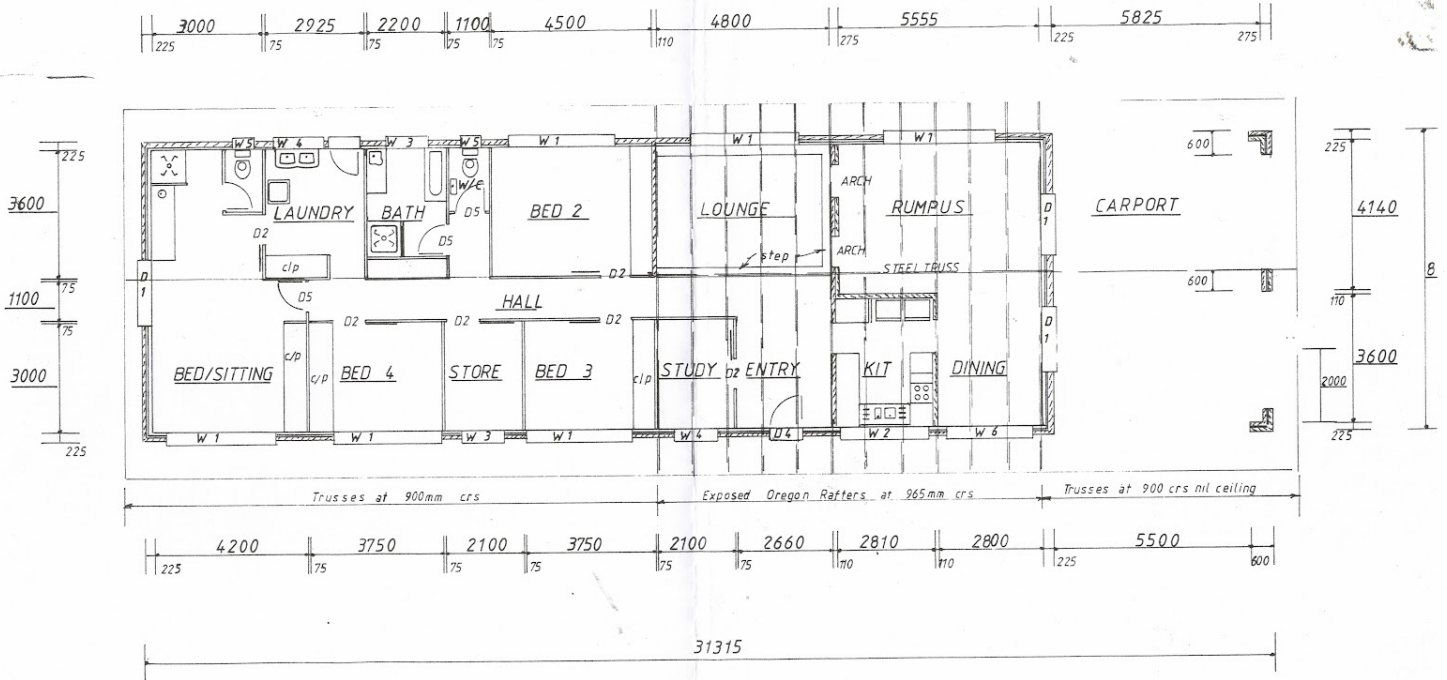 3000 2925 2200 1100 4500 4800 5555 5825
225 75 75 75 75 110 275 225 275
W5 W4 W3 W5 W1 W1 W1
225 600 225
W/C
ARCH
3600 LAUNDRY BATH D5 BED 2 LOUNGE RUMPUS D1 CARPORT 4140
D2 D5
c/p step ARCH
D2 STEEL TRUSS
75 D1 600
1100 D5 HALL 110
75 D2 D2 D2 D1
c/p 3600
3000 BED/SITTING c/p BED 4 STORE BED 3 c/p STUDY D2 ENTRY KIT DINING 2000
8
W1 W1 W3 W1 W4 D4 W2 W6
225 225
Trusses at 900mm crs Exposed Oregon Rafters at 965mm crs Trusses at 900 crs nil ceiling
4200 3750 2100 3750 2100 2660 2810 2800 5500
225 75 75 75 75 75 110 110 225 600
31315